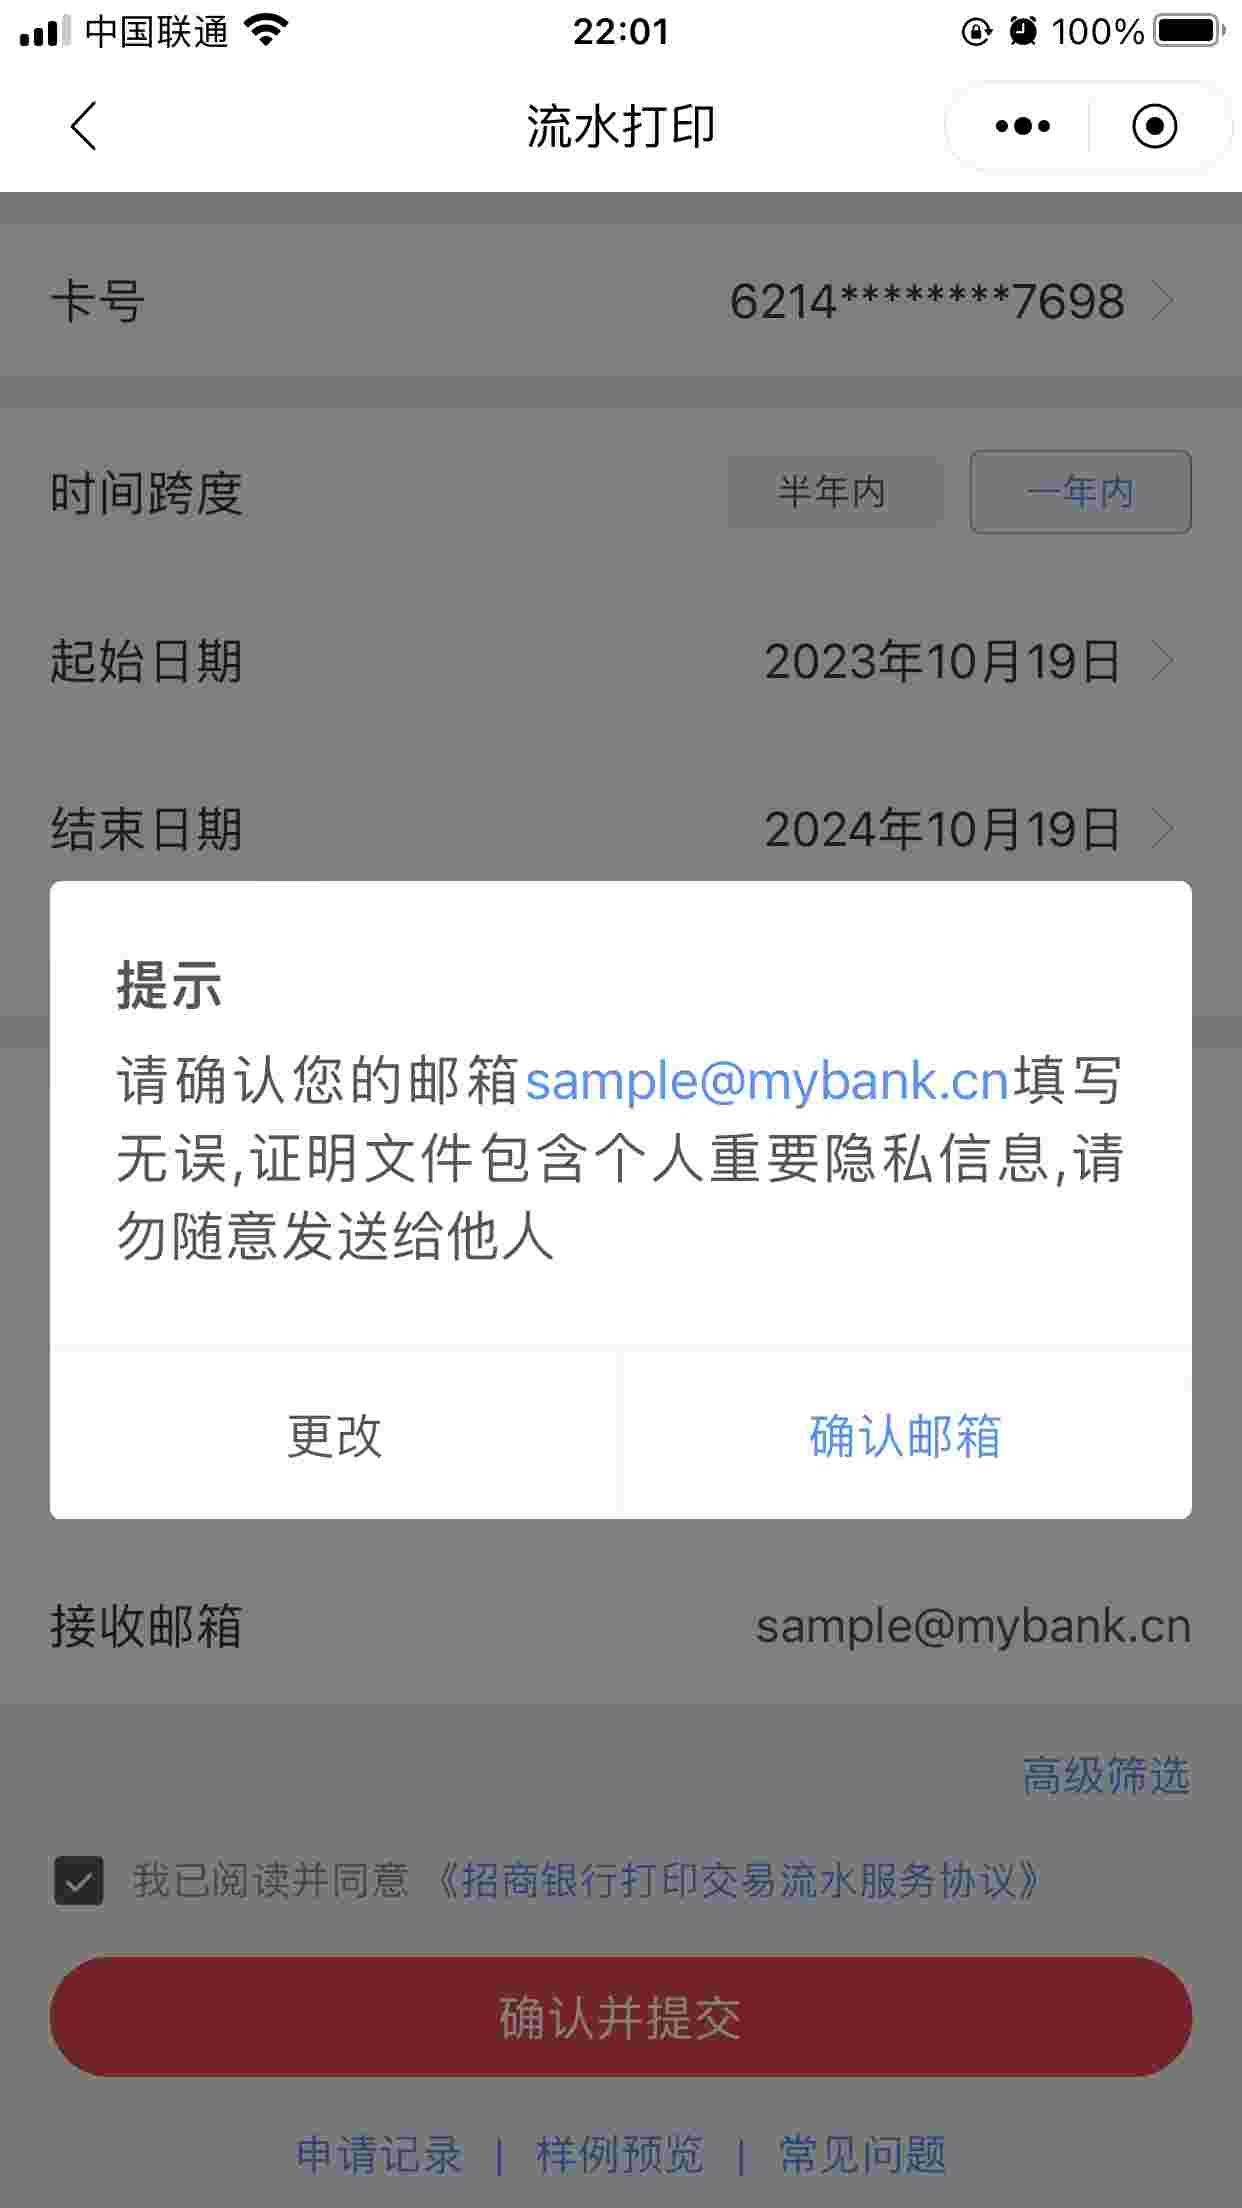 中国联通 22:01 100%
流水打印
卡号 6214********7698
时间跨度 半年内 一年内
起始日期 2023年10月19日
结束日期 2024年10月19日
提示
请确认您的邮箱sample@mybank.cn填写
无误,证明文件包含个人重要隐私信息,请
勿随意发送给他人
更改 确认邮箱
接收邮箱 sample@mybank.cn
高级筛选
我已阅读并同意《招商银行打印交易流水服务协议》
确认并提交
申请记录 | 样例预览 | 常见问题